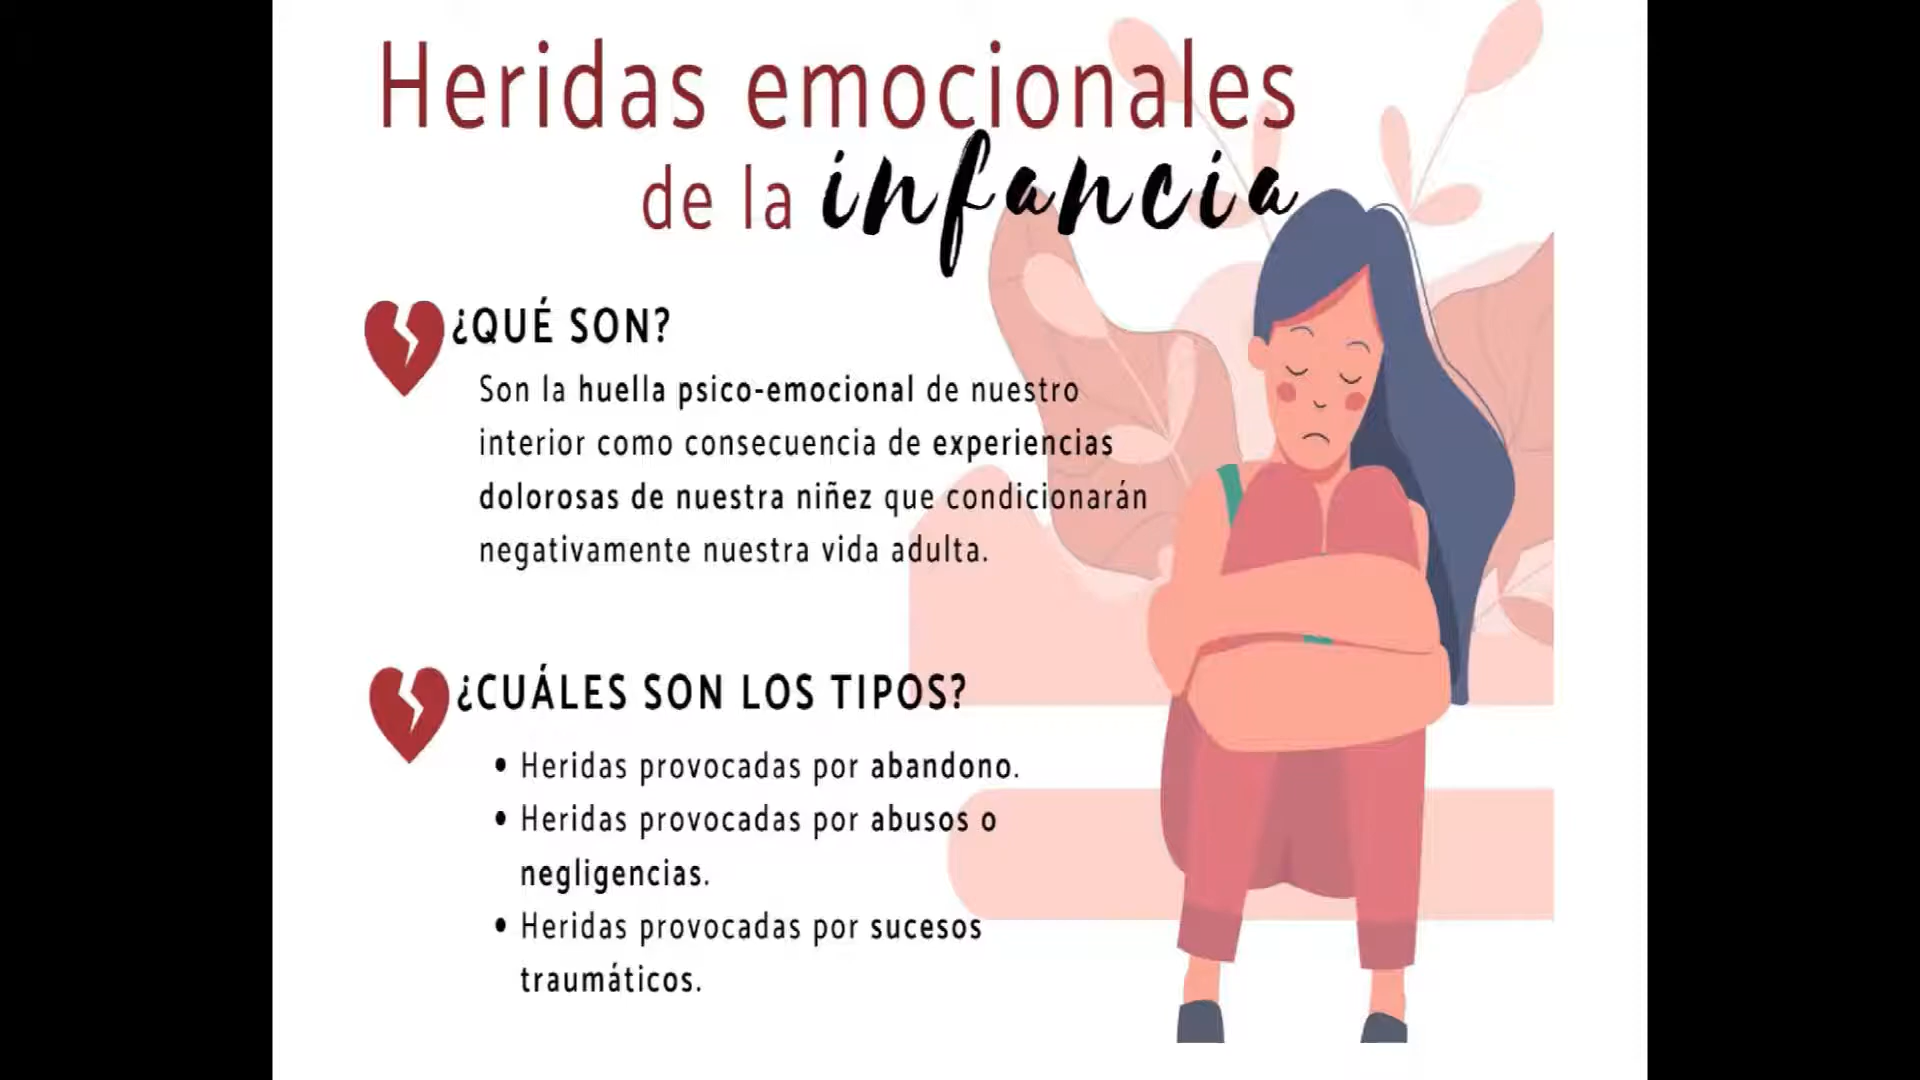 Heridas emocionales
de la infancia
¿QUÉ SON?
Son la huella psico-emocional de nuestro
interior como consecuencia de experiencias
dolorosas de nuestra niñez que condicionarán
negativamente nuestra vida adulta.
¿CUÁLES SON LOS TIPOS?
• Heridas provocadas por abandono.
• Heridas provocadas por abusos o
negligencias.
• Heridas provocadas por sucesos
traumáticos.